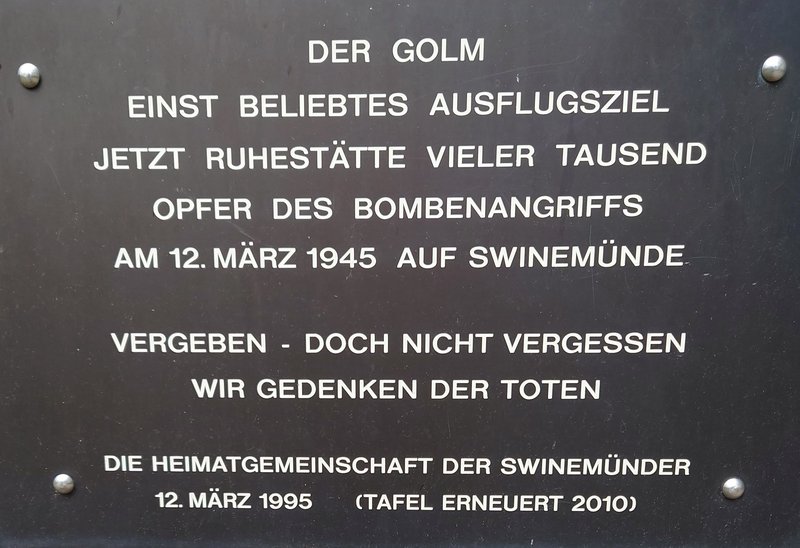 DER GOLM
EINST BELIEBTES AUSFLUGSZIEL
JETZT RUHESTÄTTE VIELER TAUSEND
OPFER DES BOMBENANGRIFFS
AM 12. MÄRZ 1945 AUF SWINEMÜNDE
VERGEBEN - DOCH NICHT VERGESSEN
WIR GEDENKEN DER TOTEN
DIE HEIMATGEMEINSCHAFT DER SWINEMÜNDER
12. MÄRZ 1995 (TAFEL ERNEUERT 2010)